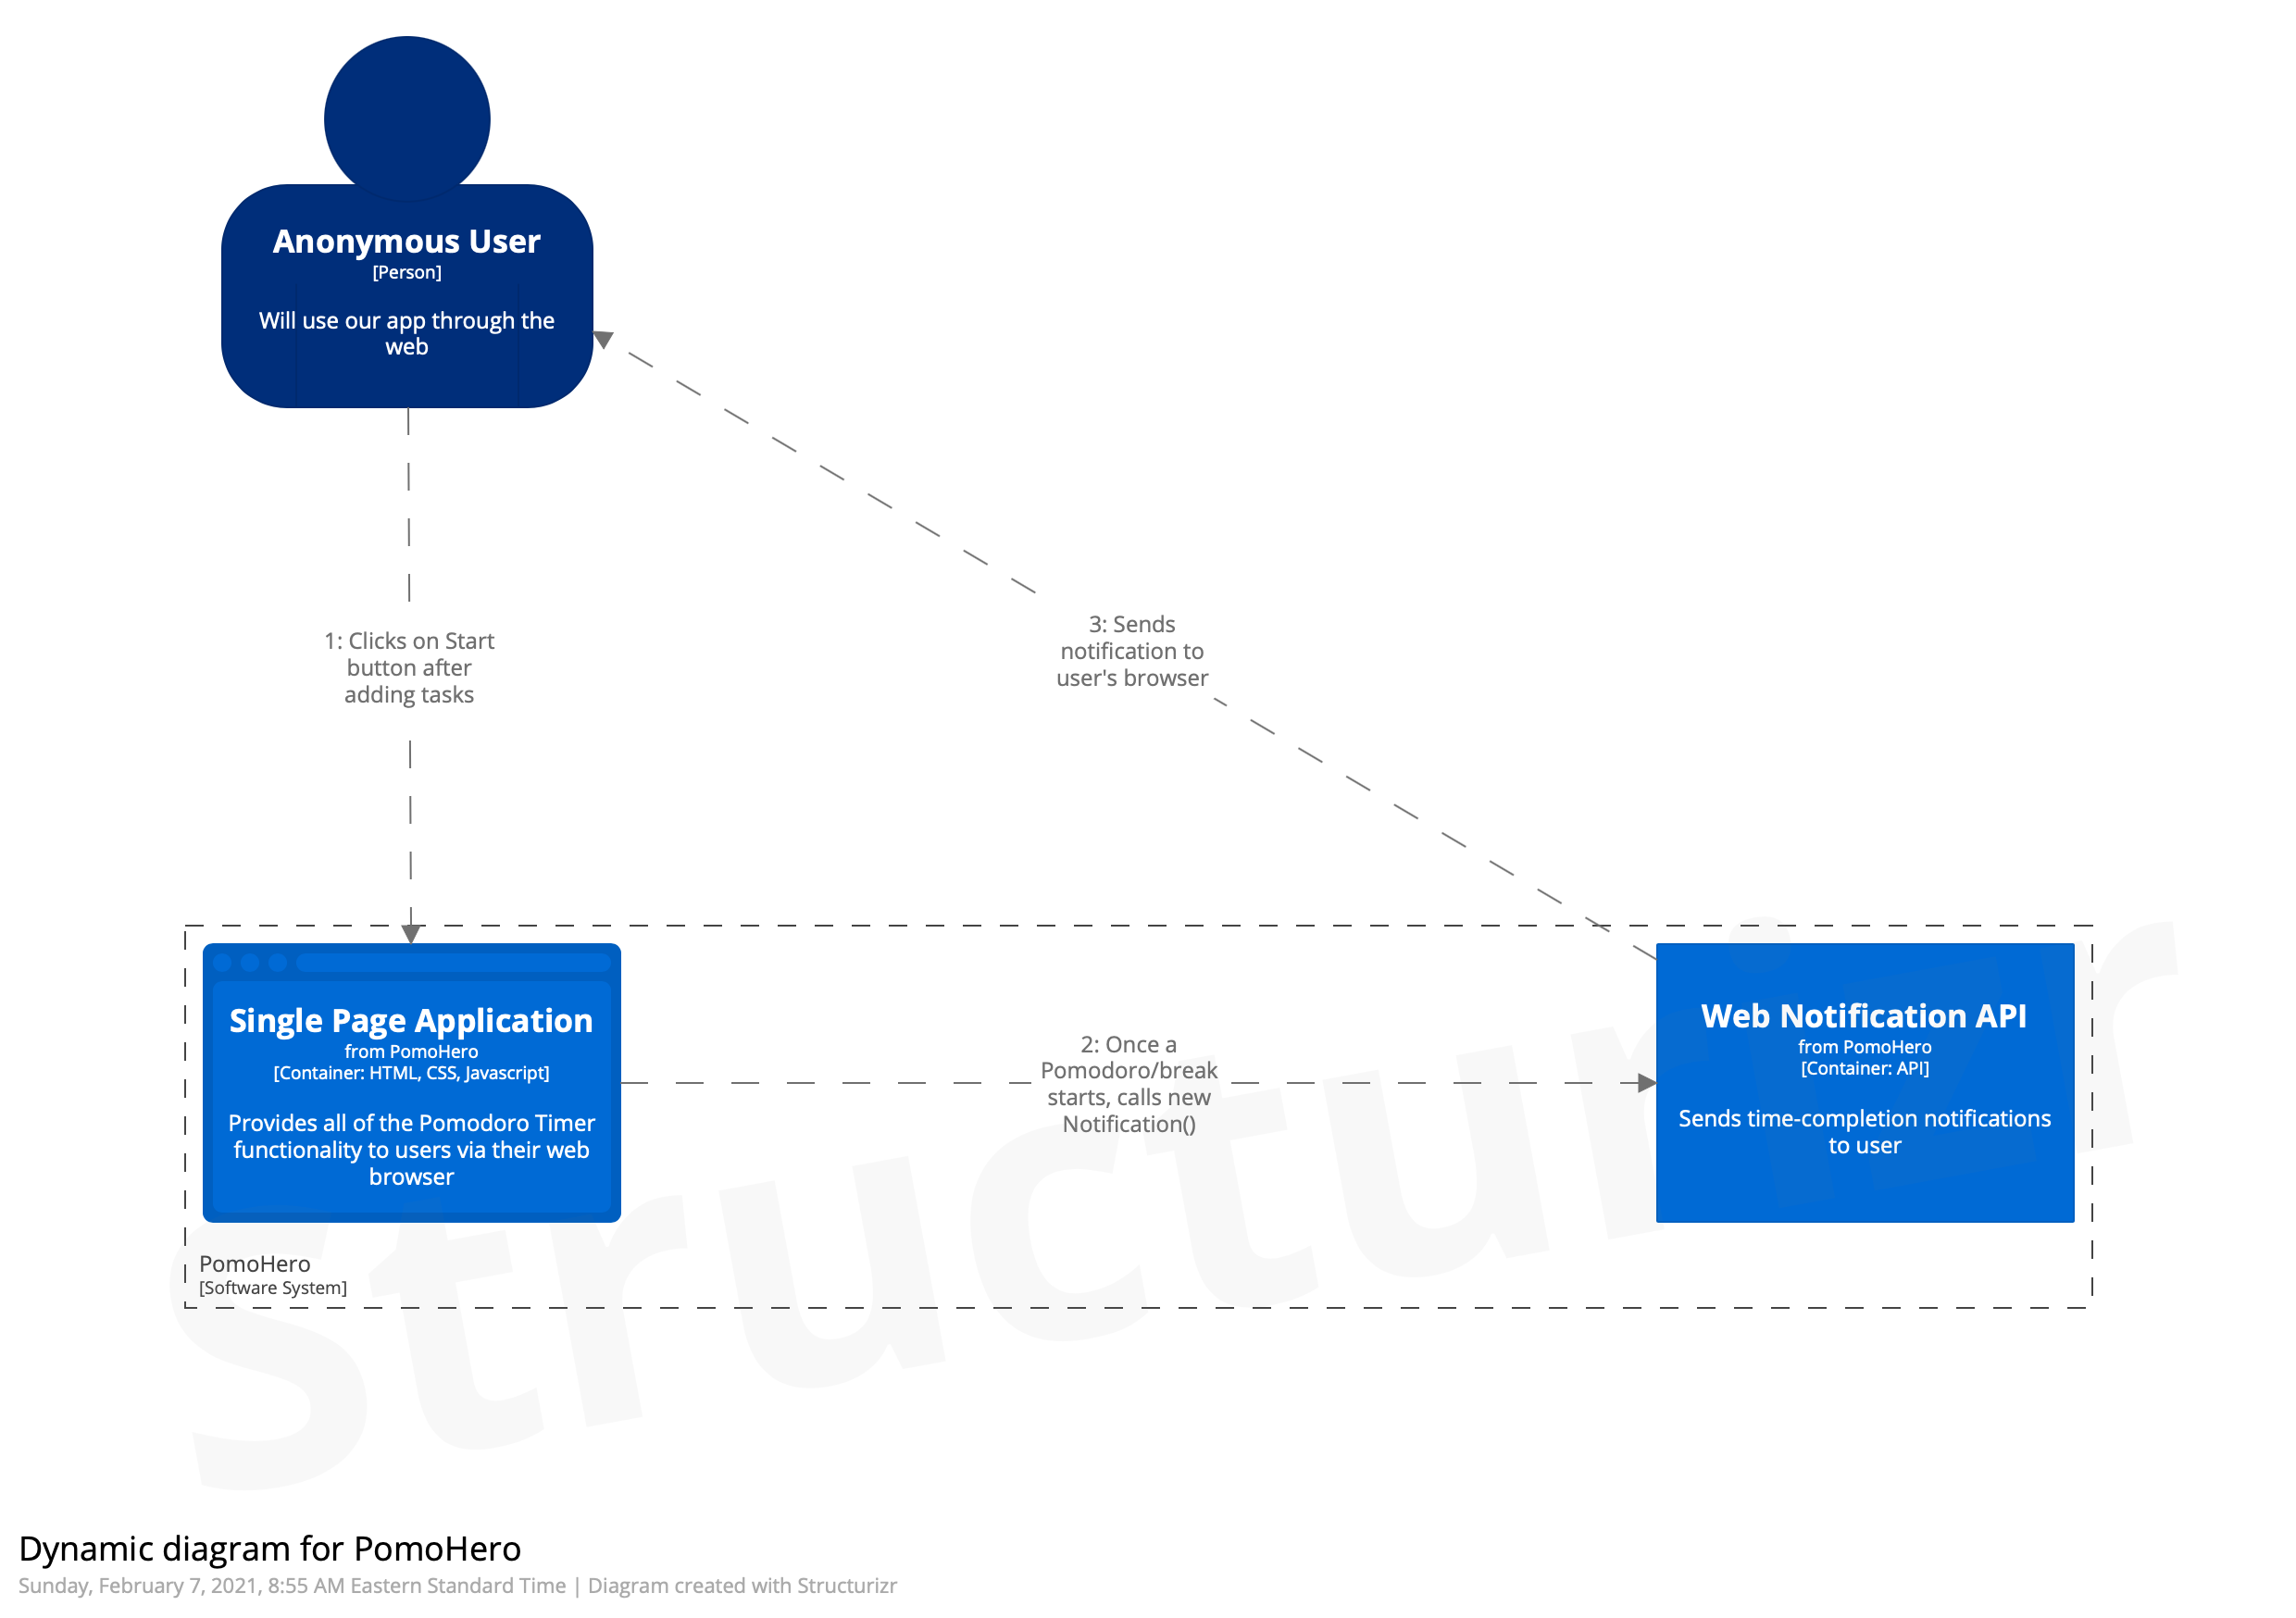 Anonymous User
[Person]
Will use our app through the
web
1: Clicks on Start
button after
adding tasks
3: Sends
notification to
user's browser
Single Page Application
from PomoHero
[Container: HTML, CSS, Javascript]
Provides all of the Pomodoro Timer
functionality to users via their web
browser
2: Once a
Pomodoro/break
starts, calls new
Notification()
Web Notification API
from PomoHero
[Container: API]
Sends time-completion notifications
to user
PomoHero
[Software System]
Structurizr
Dynamic diagram for PomoHero
Sunday, February 7, 2021, 8:55 AM Eastern Standard Time | Diagram created with Structurizr